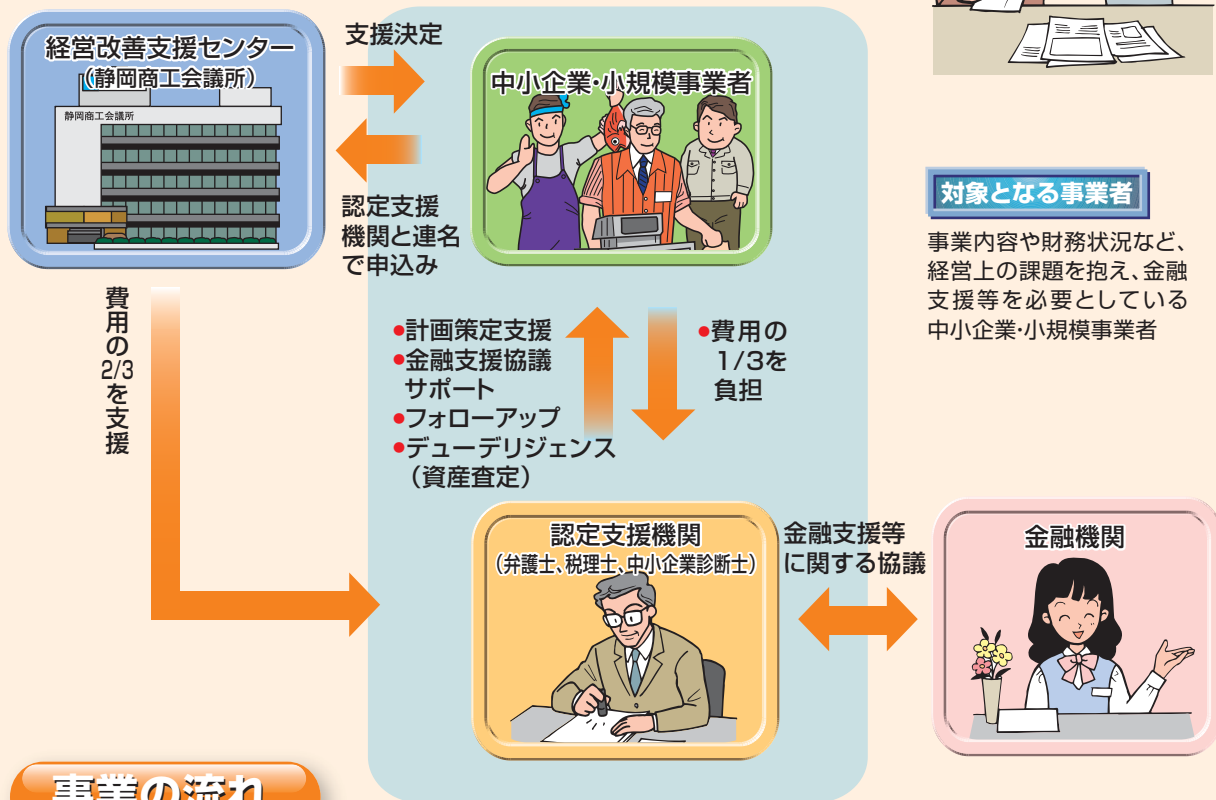 経営改善支援センター
(静岡商工会議所)
静岡商工会議所
支援決定
中小企業・小規模事業者
認定支援
機関と連名
で申込み
対象となる事業者
事業内容や財務状況など、
経営上の課題を抱え、金融
支援等を必要としている
中小企業・小規模事業者
費用の2/3を支援
●計画策定支援
●金融支援協議
サポート
●フォローアップ
●デューデリジェンス
(資産査定)
●費用の
1/3を
負担
認定支援機関
(弁護士、税理士、中小企業診断士)
金融支援等
に関する協議
金融機関
事業の流れ